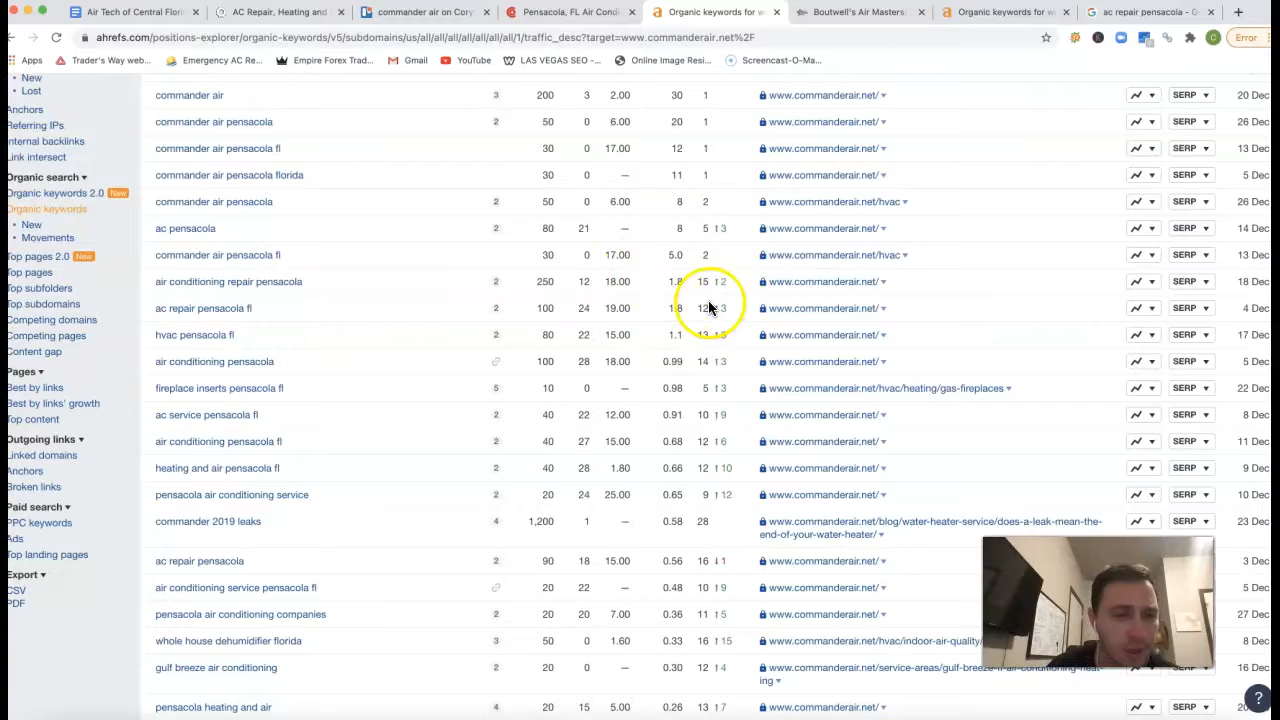 Air Tech of Central Flori
AC Repair, Heating and
commander air on Cory
Pensacola, FL Air Condi
Organic keywords for w
Boutwell's Air Masters:
Organic keywords for w
ac repair pensacola - G
ahrefs.com/positions-explorer/organic-keywords/v5/subdomains/us/all/all/all/all/all/all/1/traffic_desc?target=www.commanderair.net%2F
C
Error
Apps
Trader's Way web...
Emergency AC Re...
Empire Forex Trad...
Gmail
YouTube
LAS VEGAS SEO -...
Online Image Resi...
Screencast-O-Ma...
New
Lost
Anchors
Referring IPs
Internal backlinks
Link intersect
Organic search
Organic keywords 2.0 New
Organic keywords
New
Movements
Top pages 2.0 New
Top pages
Top subfolders
Top subdomains
Competing domains
Competing pages
Content gap
Pages
Best by links
Best by links' growth
Top content
Outgoing links
Linked domains
Anchors
Broken links
Paid search
PPC keywords
Ads
Top landing pages
Export
CSV
PDF
commander air 3 200 3 2.00 30 1 www.commanderair.net/ SERP 20 Dec
commander air pensacola 2 50 0 6.00 20 1 www.commanderair.net/ SERP 26 Dec
commander air pensacola fl 30 0 17.00 12 1 www.commanderair.net/ SERP 13 Dec
commander air pensacola florida 30 0 — 11 1 www.commanderair.net/ SERP 5 Dec
commander air pensacola 2 50 0 6.00 8 2 www.commanderair.net/hvac SERP 26 Dec
ac pensacola 2 80 21 — 8 5 ↑3 www.commanderair.net/ SERP 14 Dec
commander air pensacola fl 30 0 17.00 5.0 2 www.commanderair.net/hvac SERP 13 Dec
air conditioning repair pensacola 2 250 12 18.00 1.8 15 ↑2 www.commanderair.net/ SERP 18 Dec
ac repair pensacola fl 2 100 24 19.00 1.8 12 3 www.commanderair.net/ SERP 4 Dec
hvac pensacola fl 2 80 22 15.00 1.1 13 www.commanderair.net/ SERP 17 Dec
air conditioning pensacola 100 28 18.00 0.99 14 ↑3 www.commanderair.net/ SERP 5 Dec
fireplace inserts pensacola fl 5 10 0 — 0.98 5 ↑3 www.commanderair.net/hvac/heating/gas-fireplaces SERP 22 Dec
ac service pensacola fl 2 40 22 12.00 0.91 10 ↑9 www.commanderair.net/ SERP 8 Dec
air conditioning pensacola fl 2 40 27 15.00 0.68 12 ↑6 www.commanderair.net/ SERP 11 Dec
heating and air pensacola fl 2 40 28 1.80 0.66 12 ↑10 www.commanderair.net/ SERP 9 Dec
pensacola air conditioning service 2 20 24 25.00 0.65 9 ↑12 www.commanderair.net/ SERP 10 Dec
commander 2019 leaks 4 1,200 1 — 0.58 28 www.commanderair.net/blog/water-heater-service/does-a-leak-mean-the- SERP 23 Dec
end-of-your-water-heater/
ac repair pensacola 2 90 18 15.00 0.56 16 ↓1 www.commanderair.net/ SERP 3 Dec
air conditioning service pensacola fl 20 22 — 0.48 10 ↑9 www.commanderair.net/ SERP 5 Dec
pensacola air conditioning companies 2 20 20 7.00 0.36 11 ↑5 www.commanderair.net/ SERP 27 Dec
whole house dehumidifier florida 3 50 0 1.60 0.33 16 ↑15 www.commanderair.net/hvac/indoor-air-quality/ 8 Dec
gulf breeze air conditioning 2 20 0 — 0.30 12 ↑4 www.commanderair.net/service-areas/gulf-breeze-fl-air-conditioning-heat- 16 Dec
ing
pensacola heating and air 4 20 15 5.00 0.26 13 ↑7 www.commanderair.net/ SERP
?